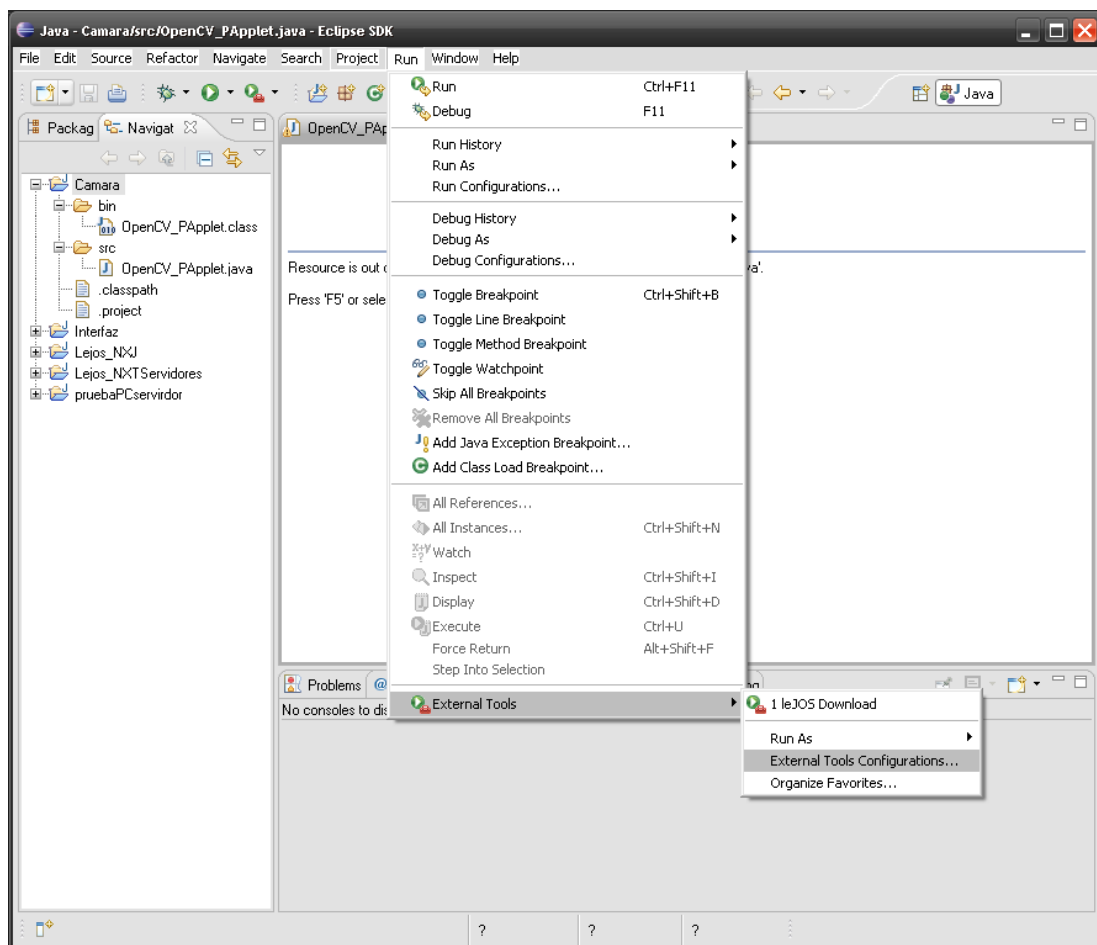 Java - Camara/src/OpenCV_PApplet.java - Eclipse SDK
File Edit Source Refactor Navigate Search Project Run Window Help
Java
Packag Navigat
OpenCV_PAp
Camara
bin
OpenCV_PApplet.class
src
OpenCV_PApplet.java
.classpath
.project
Interfaz
Lejos_NXJ
Lejos_NXTServidores
pruebaPCservirdor
Resource is out
Press 'F5' or sele
va'.
Run Ctrl+F11
Debug F11
Run History
Run As
Run Configurations...
Debug History
Debug As
Debug Configurations...
Toggle Breakpoint Ctrl+Shift+B
Toggle Line Breakpoint
Toggle Method Breakpoint
Toggle Watchpoint
Skip All Breakpoints
Remove All Breakpoints
Add Java Exception Breakpoint...
Add Class Load Breakpoint...
All References...
All Instances... Ctrl+Shift+N
Watch
Inspect Ctrl+Shift+I
Display Ctrl+Shift+D
Execute Ctrl+U
Force Return Alt+Shift+F
Step Into Selection
External Tools
1 leJOS Download
Run As
External Tools Configurations...
Organize Favorites...
Problems @
No consoles to dis
? ? ?